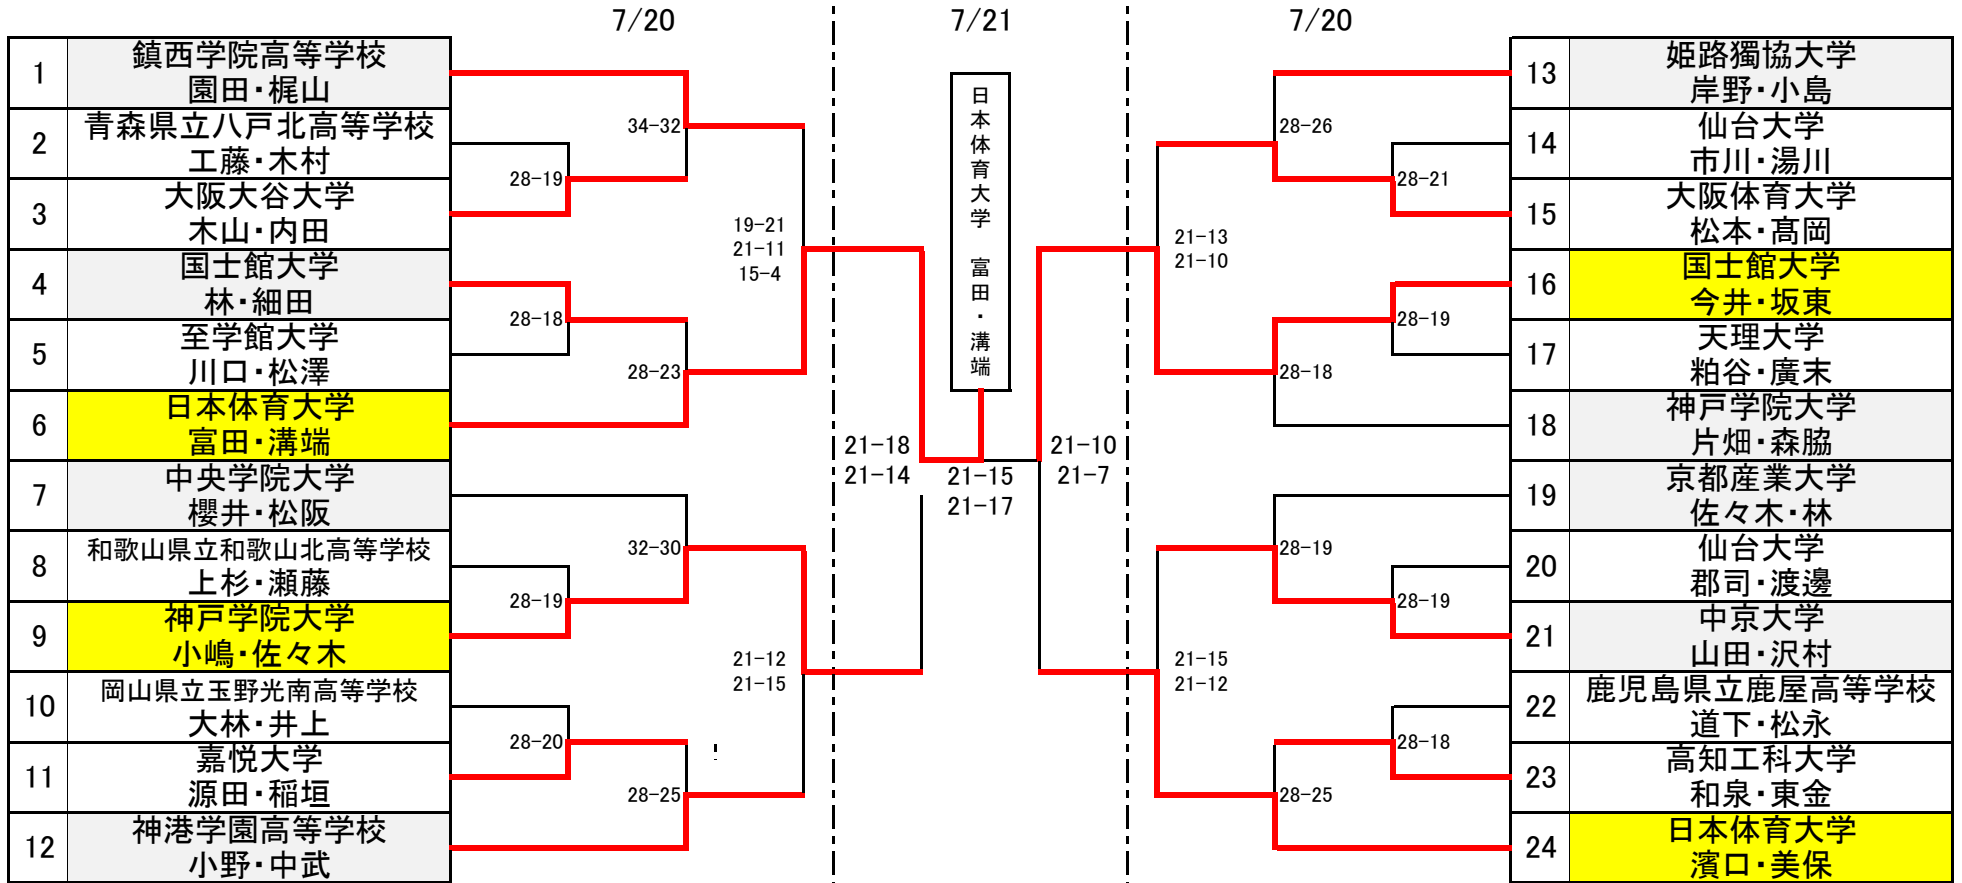 7/20
7/21
7/20
1
鎮西学院高等学校
園田・梶山
2
青森県立八戸北高等学校
工藤・木村
3
大阪大谷大学
木山・内田
4
国士館大学
林・細田
5
至学館大学
川口・松澤
6
日本体育大学
富田・溝端
7
中央学院大学
櫻井・松阪
8
和歌山県立和歌山北高等学校
上杉・瀬藤
9
神戸学院大学
小嶋・佐々木
10
岡山県立玉野光南高等学校
大林・井上
11
嘉悦大学
源田・稲垣
12
神港学園高等学校
小野・中武
28-19
28-18
28-19
28-20
34-32
28-23
32-30
28-25
19-21
21-11
15-4
21-12
21-15
21-18
21-14
日本体育大学 富田・溝端
21-15
21-17
21-10
21-7
21-13
21-10
21-15
21-12
28-26
28-18
28-19
28-25
28-21
28-19
28-19
28-18
13
姫路獨協大学
岸野・小島
14
仙台大学
市川・湯川
15
大阪体育大学
松本・髙岡
16
国士館大学
今井・坂東
17
天理大学
粕谷・廣末
18
神戸学院大学
片畑・森脇
19
京都産業大学
佐々木・林
20
仙台大学
郡司・渡邊
21
中京大学
山田・沢村
22
鹿児島県立鹿屋高等学校
道下・松永
23
高知工科大学
和泉・東金
24
日本体育大学
濱口・美保